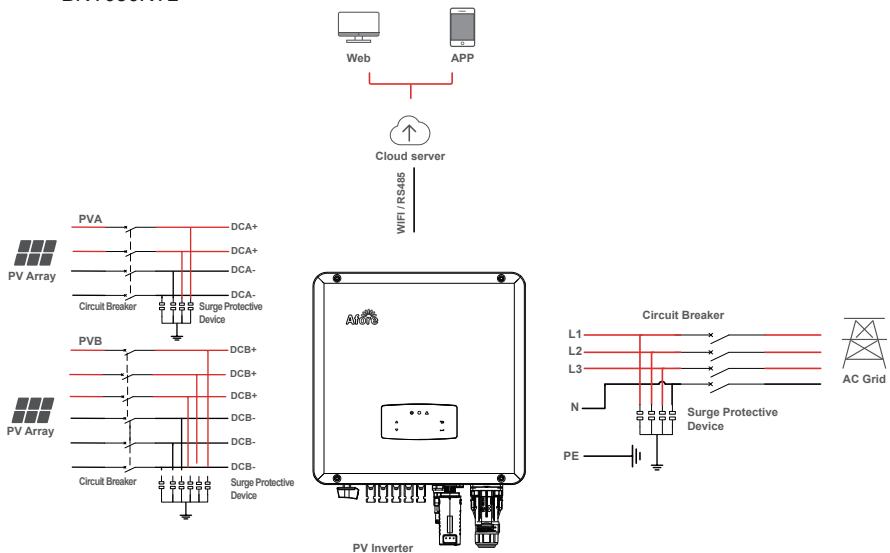 Web
APP
Cloud server
WIFI / RS485
PVA
DCA+
DCA+
DCA-
DCA-
PV Array
Circuit Breaker
Surge Protective
Device
PVB
DCB+
DCB+
DCB+
DCB-
DCB-
DCB-
PV Array
Circuit Breaker
Surge Protective
Device
Afore
PV Inverter
Circuit Breaker
L1
L2
L3
N
PE
Surge Protective
Device
AC Grid